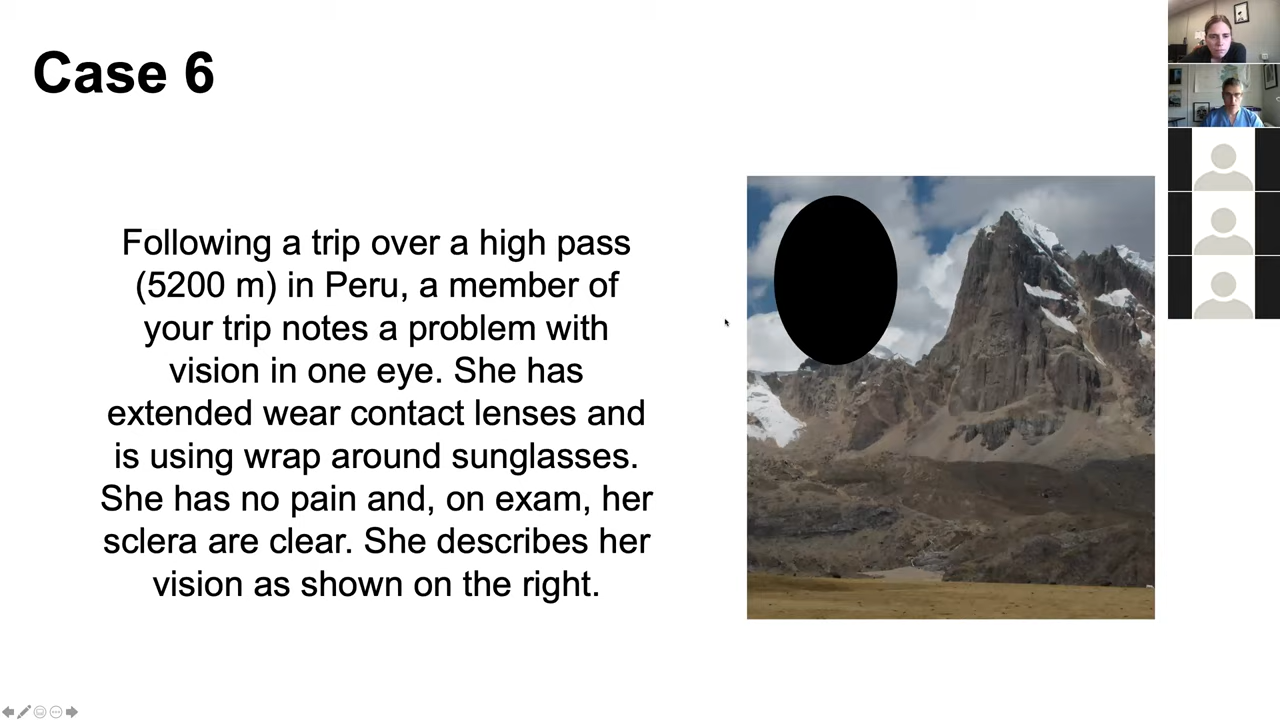 Case 6
Following a trip over a high pass
(5200 m) in Peru, a member of
your trip notes a problem with
vision in one eye. She has
extended wear contact lenses and
is using wrap around sunglasses.
She has no pain and, on exam, her
sclera are clear. She describes her
vision as shown on the right.